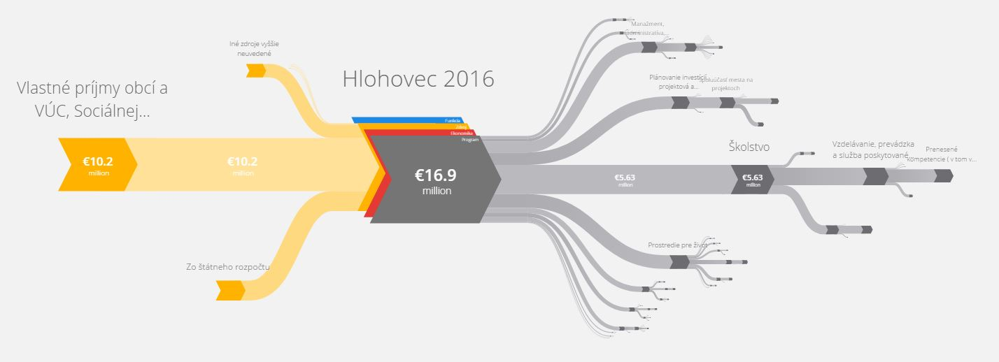 Vlastné príjmy obcí a
VÚC, Sociálnej...
€10.2
million
€10.2
million
Iné zdroje vyššie
neuvedené
Zo štátneho rozpočtu
Hlohovec 2016
Funkcia
Zdroj
Ekonomika
Program
€16.9
million
Manažment,
administratíva,...
Plánovanie investícií,
projektová a...
Spoluúčasť mesta na
projektoch
€5.63
million
Školstvo
€5.63
million
Vzdelávanie, prevádzka
a služba poskytované
Prenesené
kompetencie ( v tom v...
Prostredie pre život